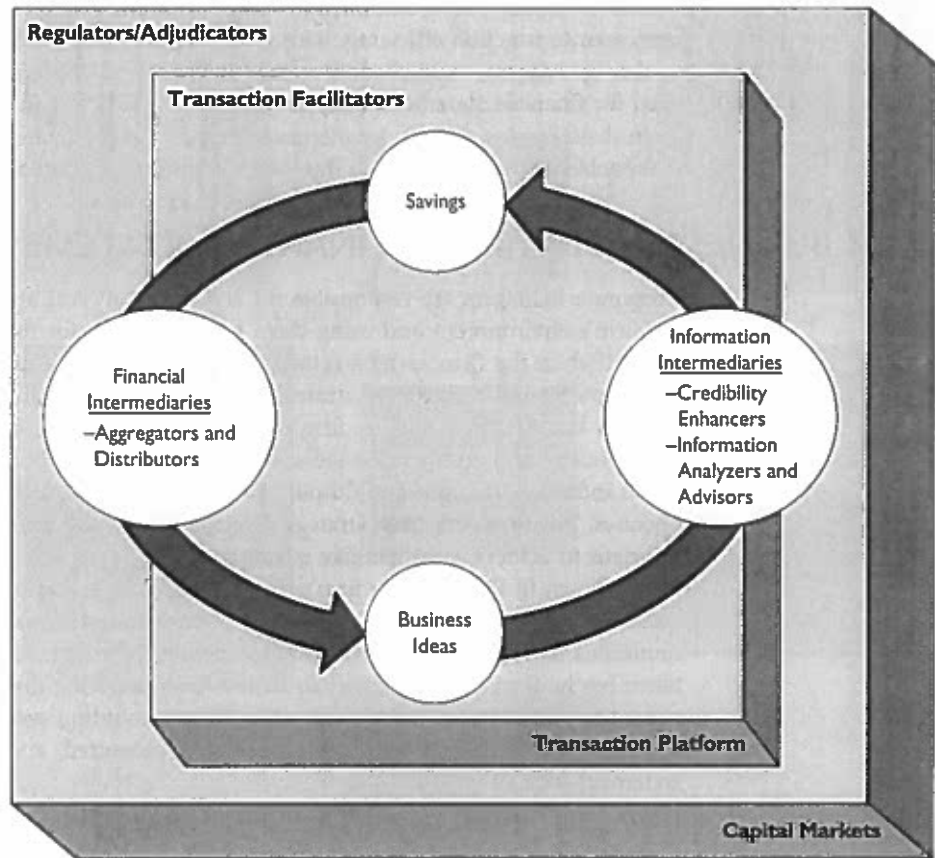 Regulators/Adjudicators
Transaction Facilitators
Savings
Financial
Intermediaries
–Aggregators and
Distributors
Information
Intermediaries
–Credibility
Enhancers
–Information
Analyzers and
Advisors
Business
Ideas
Transaction Platform
Capital Markets